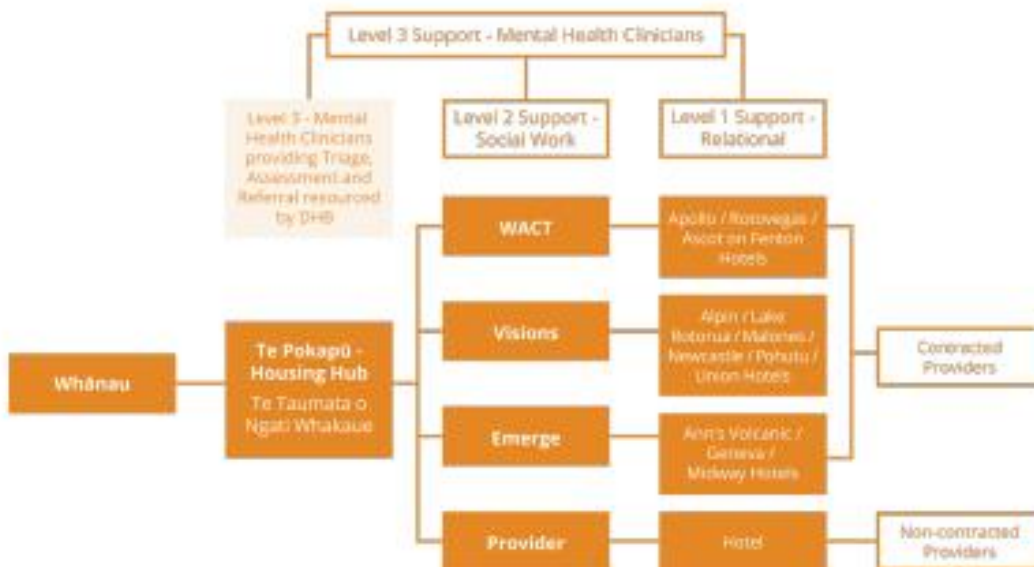 Level 3 Support - Mental Health Clinicians
Level 3 - Mental
Health Clinicians
providing Triage,
Assessment and
Referral resourced
by DHB
Level 2 Support -
Social Work
Level 1 Support -
Relational
WACT
Apollo / Rotovegas /
Ascot on Fenton
Hotels
Visions
Alpin / Lake
Rotorua / Malones /
Newcastle / Pohutu /
Union Hotels
Whānau
Te Pokapū -
Housing Hub
Te Taumata o
Ngati Whakaue
Contracted
Providers
Emerge
Ann's Volcanic /
Geneva /
Midway Hotels
Provider
Hotel
Non-contracted
Providers